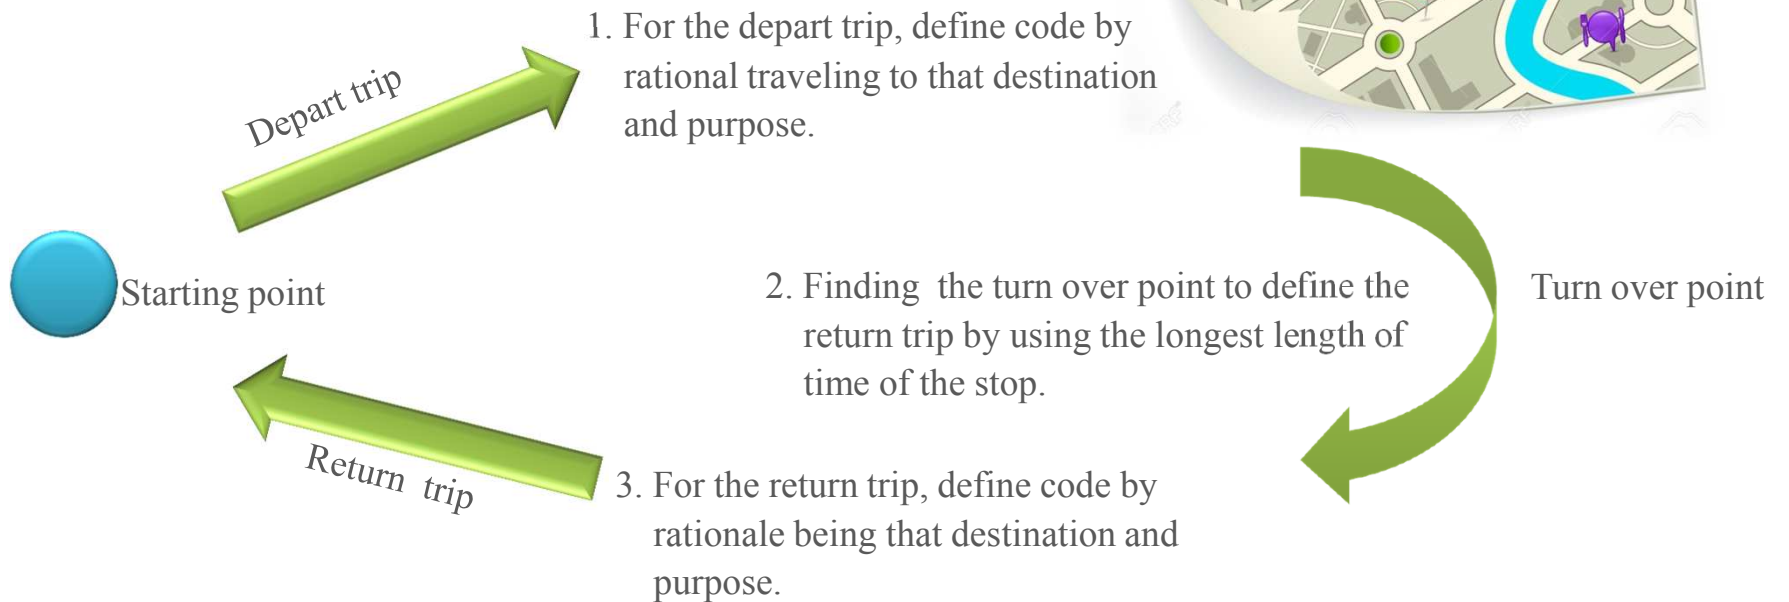 1. For the depart trip, define code by
rational traveling to that destination
and purpose.
Depart trip
Starting point
2. Finding the turn over point to define the
return trip by using the longest length of
time of the stop.
Turn over point
Return trip
3. For the return trip, define code by
rationale being that destination and
purpose.